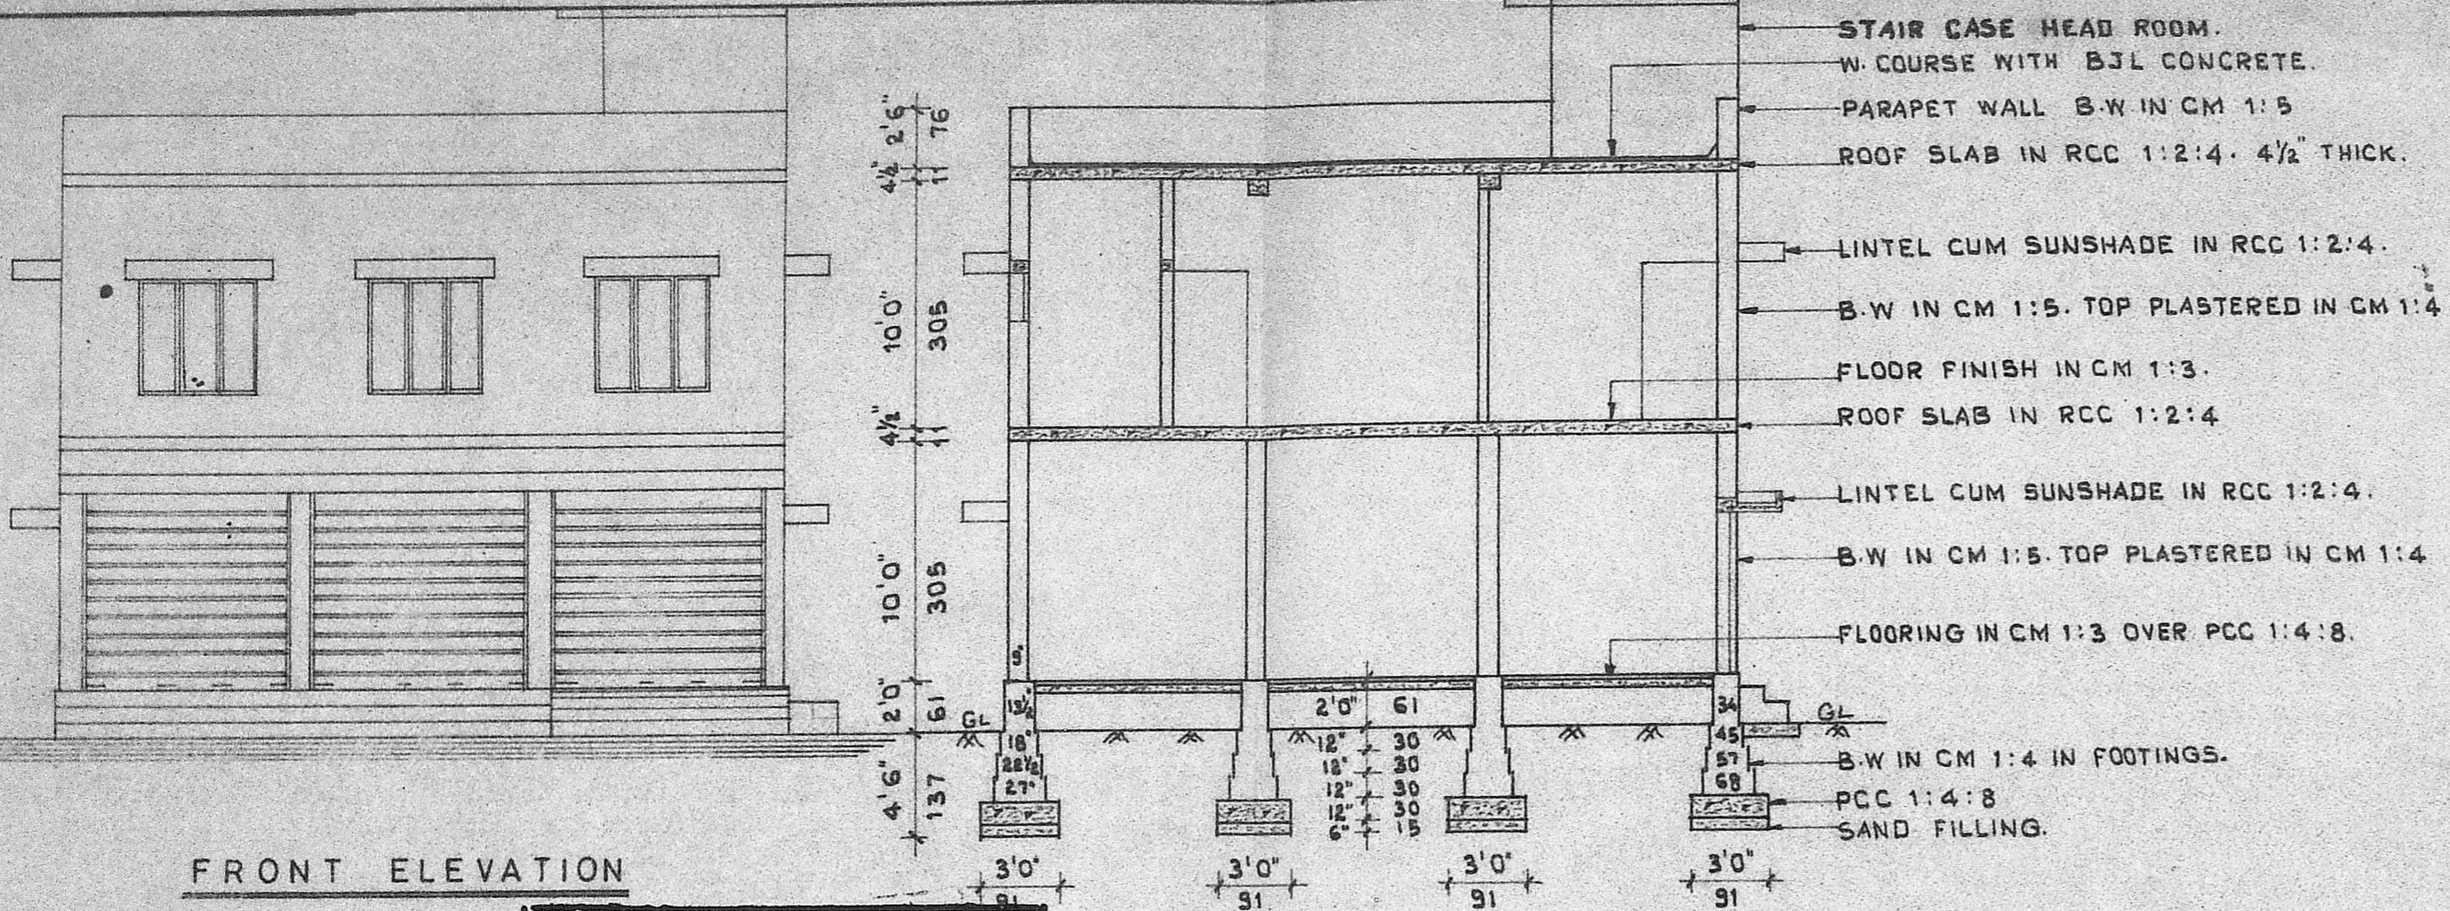 STAIR CASE HEAD ROOM.
W. COURSE WITH BJL CONCRETE.
PARAPET WALL B.W IN CM 1:5
ROOF SLAB IN RCC 1:2:4. 4½" THICK.
LINTEL CUM SUNSHADE IN RCC 1:2:4.
B.W IN CM 1:5. TOP PLASTERED IN CM 1:4
FLOOR FINISH IN CM 1:3.
ROOF SLAB IN RCC 1:2:4
LINTEL CUM SUNSHADE IN RCC 1:2:4.
B.W IN CM 1:5. TOP PLASTERED IN CM 1:4
FLOORING IN CM 1:3 OVER PCC 1:4:8.
GL
B.W IN CM 1:4 IN FOOTINGS.
PCC 1:4:8
SAND FILLING.
2'6" 76
4½" 11
10'0" 305
4½" 11
10'0" 305
2'0" 61
4'6" 137
GL
9"
13½"
18"
22½"
27"
2'0" 61
12" 30
12" 30
12" 30
12" 30
6" 15
34
45
57
68
3'0" 3'0" 3'0" 3'0"
91 91 91 91
FRONT ELEVATION